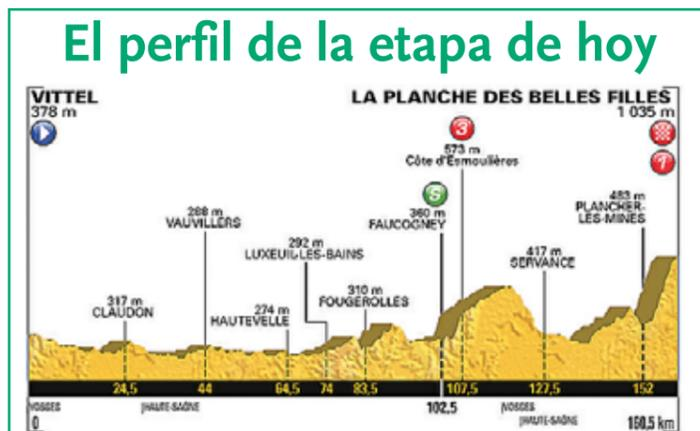 El perfil de la etapa de hoy
VITTEL
378 m
LA PLANCHE DES BELLES FILLES
1 035 m
3
1
573 m
Côte d'Esmoulières
S
360 m
FAUCOGNEY
483 m
PLANCHER-
LES-MINES
288 m
VAUVILLERS
292 m
LUXEUIL-LES-BAINS
417 m
SERVANCE
317 m
CLAUDON
274 m
HAUTEVELLE
310 m
FOUGEROLLES
24,5
44
64,5
74
83,5
107,5
127,5
152
VOSGES
HAUTE-SAÔNE
102,5
VOSGES
HAUTE-SAÔNE
0
160,5 km